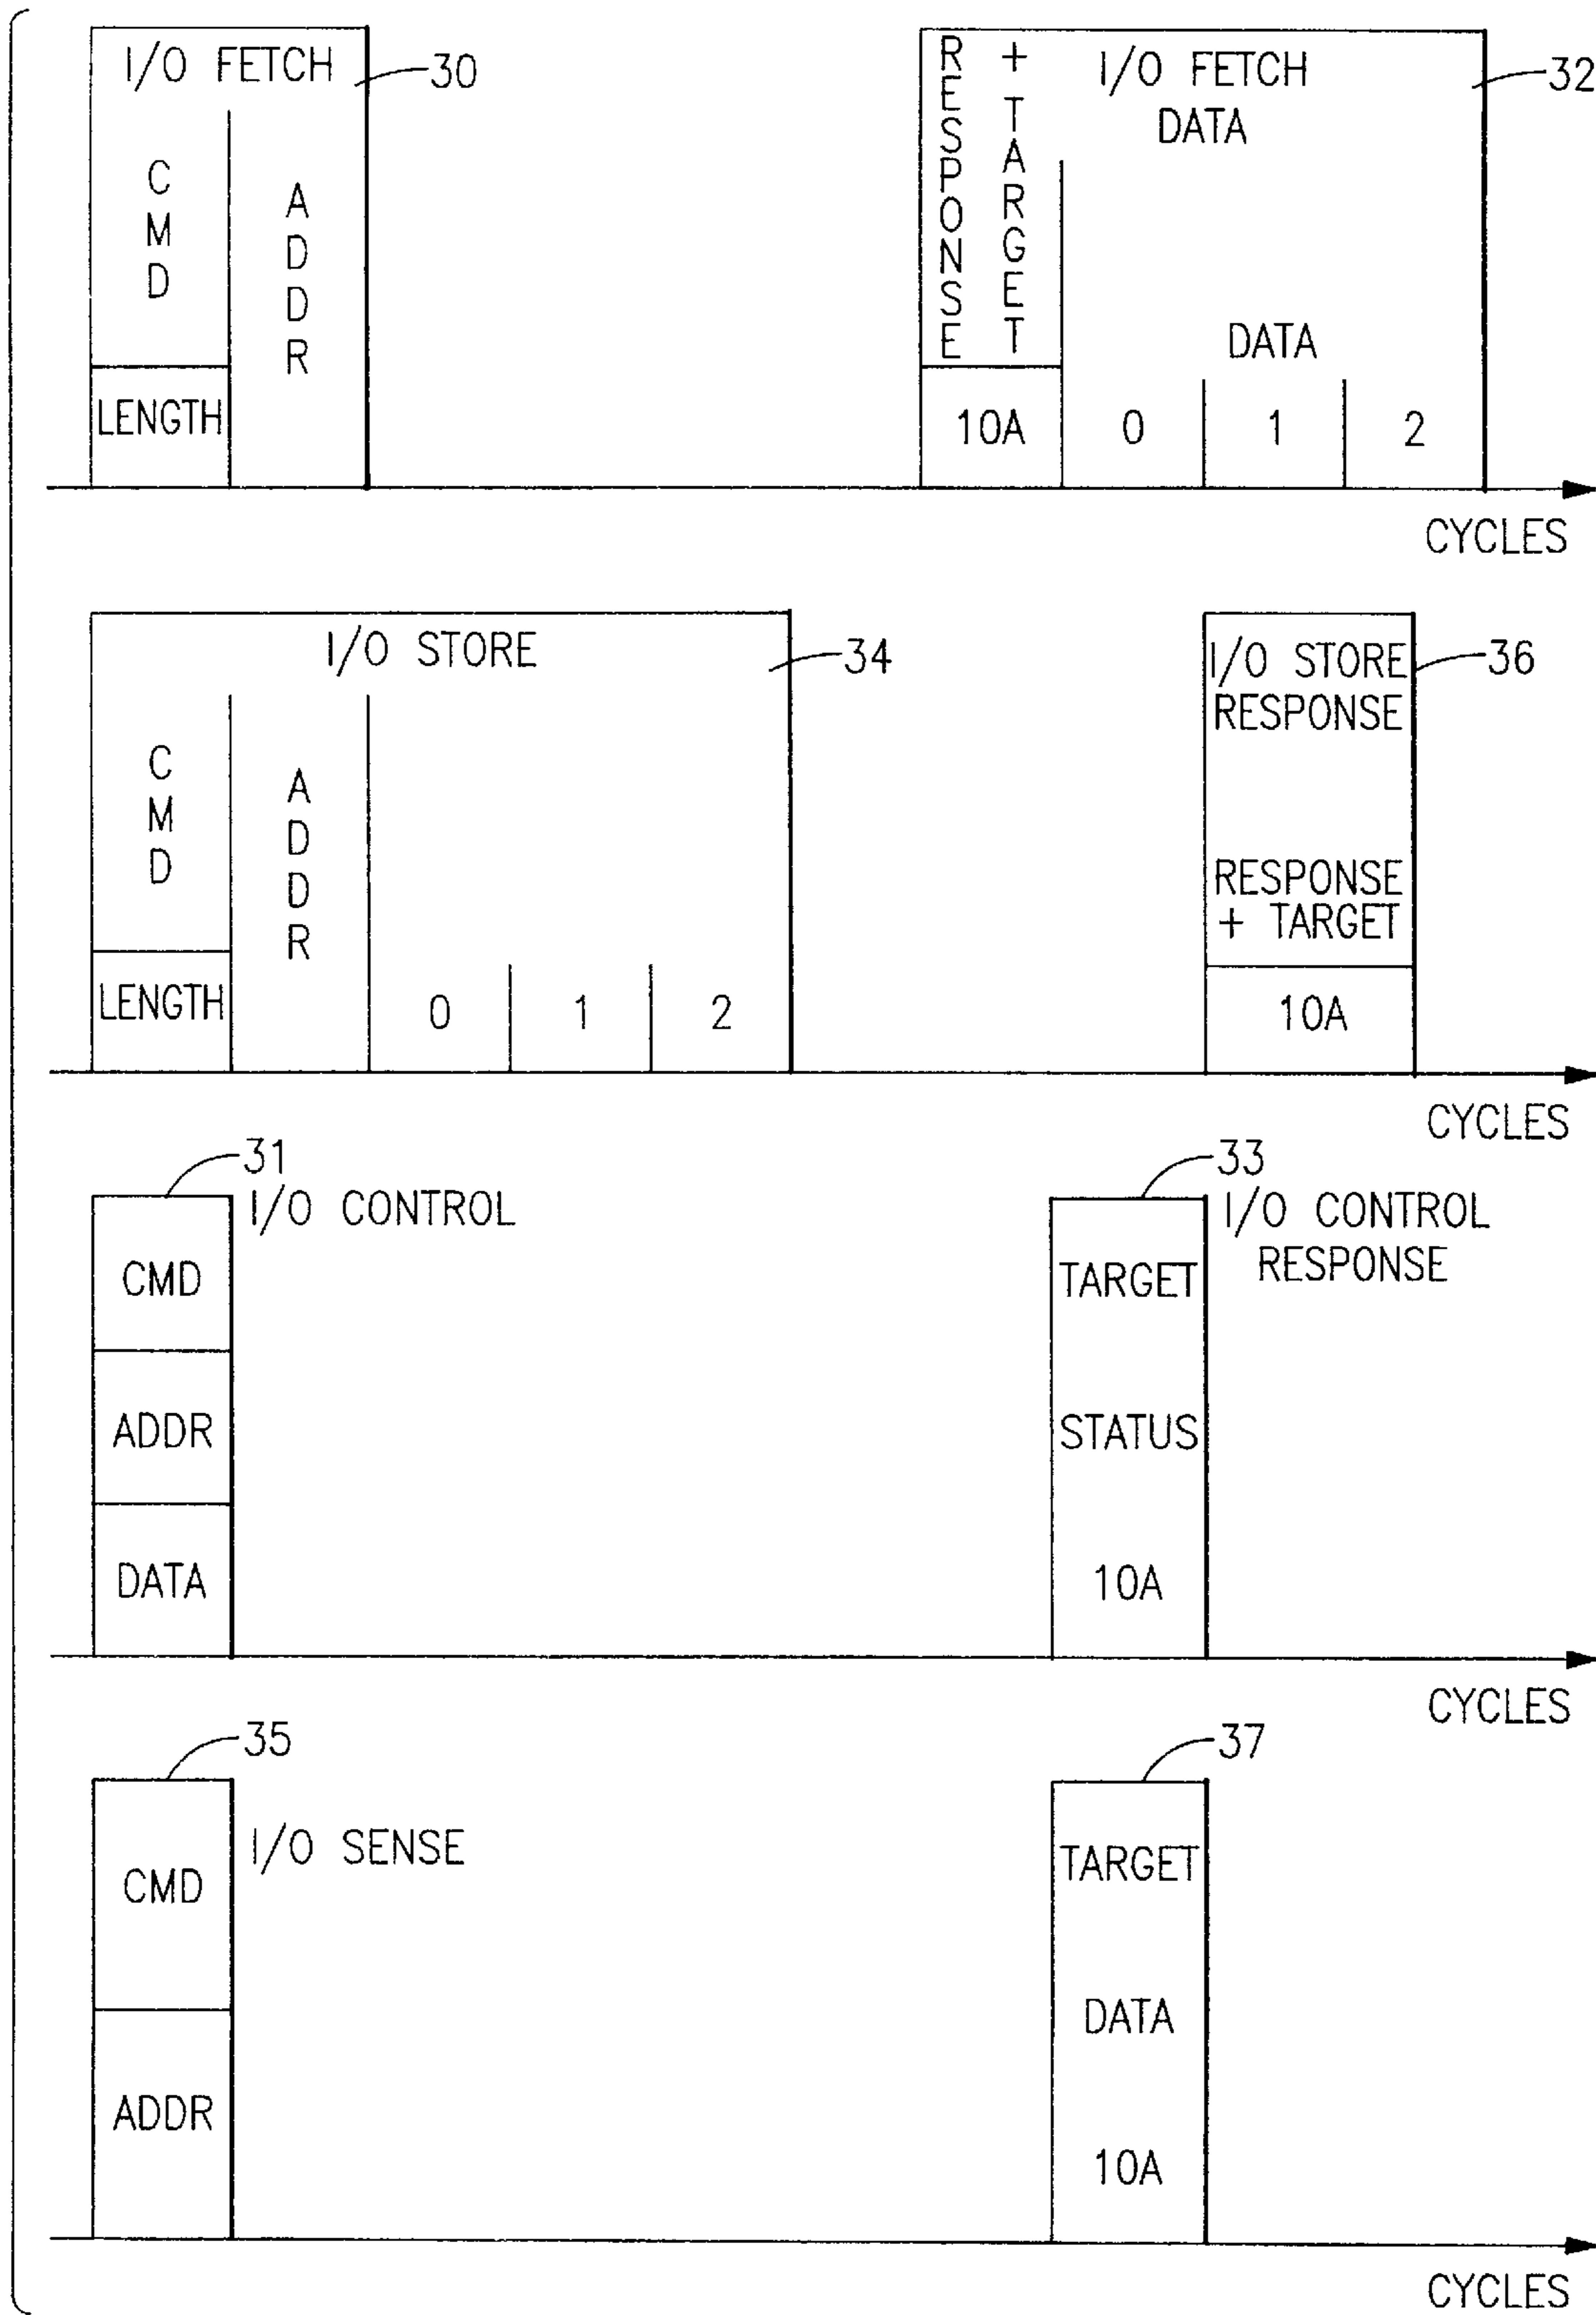 I/O FETCH
30
CMD
ADDR
LENGTH
RESPONSE
+ TARGET
I/O FETCH
DATA
32
DATA
10A
0
1
2
CYCLES
I/O STORE
34
CMD
ADDR
LENGTH
0
1
2
I/O STORE
RESPONSE
36
RESPONSE
+ TARGET
10A
CYCLES
31
I/O CONTROL
CMD
ADDR
DATA
33
I/O CONTROL
RESPONSE
TARGET
STATUS
10A
CYCLES
35
I/O SENSE
CMD
ADDR
37
TARGET
DATA
10A
CYCLES